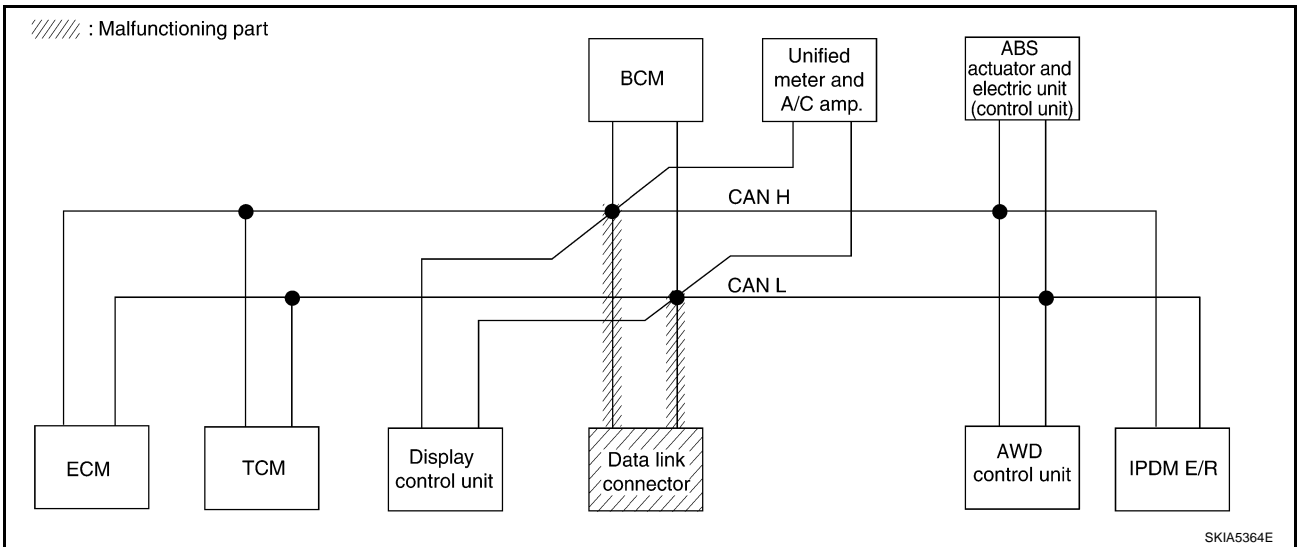 : Malfunctioning part
BCM
Unified
meter and
A/C amp.
ABS
actuator and
electric unit
(control unit)
CAN H
CAN L
ECM
TCM
Display
control unit
Data link
connector
AWD
control unit
IPDM E/R
SKIA5364E